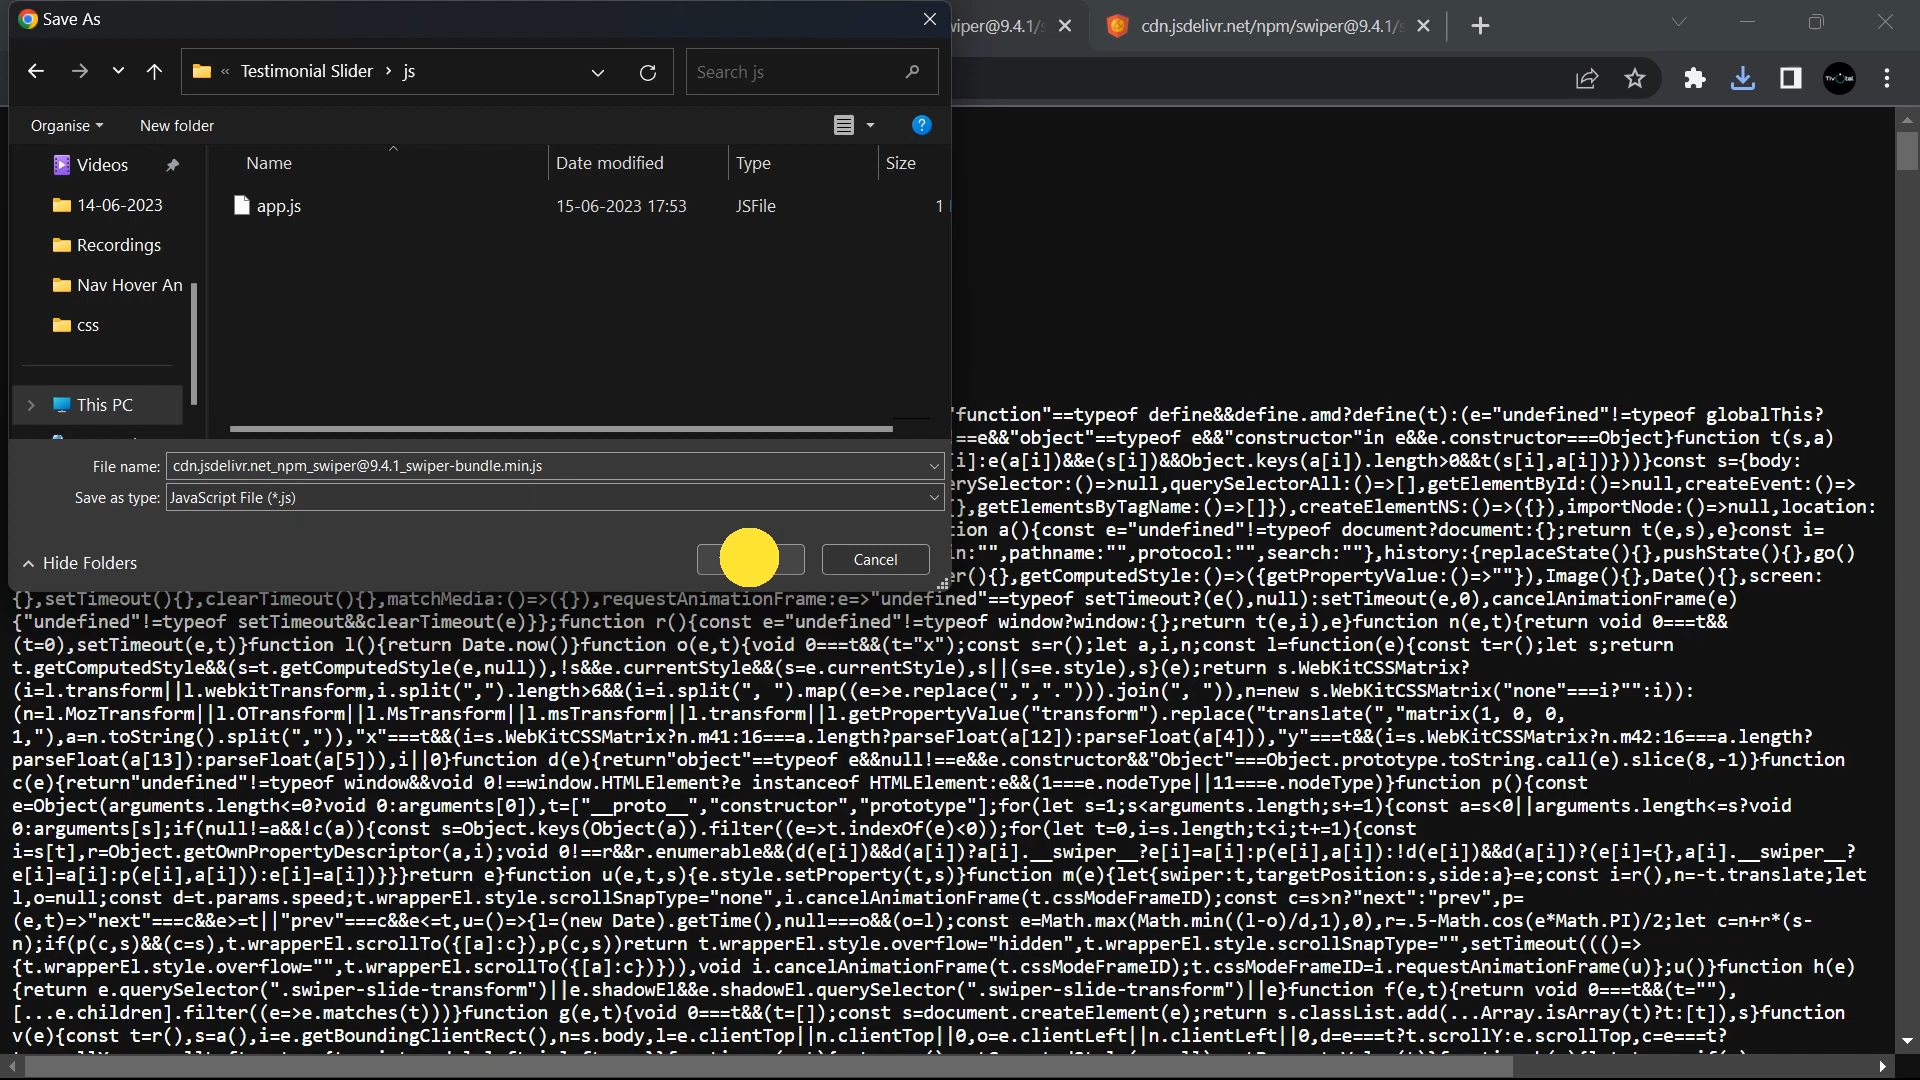 Save As
viper@9.4.1/s
cdn.jsdelivr.net/npm/swiper@9.4.1/s
Testimonial Slider
js
Search js
Organise
New folder
Videos
Name
Date modified
Type
Size
14-06-2023
app.js
15-06-2023 17:53
JSFile
1
Recordings
Nav Hover An
css
This PC
File name:
cdn.jsdelivr.net_npm_swiper@9.4.1_swiper-bundle.min.js
Save as type:
JavaScript File (*.js)
Cancel
Hide Folders
"function"==typeof define&&define.amd?define(t):(e="undefined"!=typeof globalThis?
==e&&"object"==typeof e&&"constructor"in e&&e.constructor===Object}function t(s,a)
[i]:e(a[i])&&e(s[i])&&Object.keys(a[i]).length>0&&t(s[i],a[i])}))}const s={body:
erySelector:()=>null,querySelectorAll:()=>[],getElementById:()=>null,createEvent:()=>
[},getElementsByTagName:()=>[]}),createElementNS:()=>({}),importNode:()=>null,location:
ion a(){const e="undefined"!=typeof document?document:{};return t(e,s),e}const i=
in:"",pathname:"",protocol:"",search:""},history:{replaceState(){},pushState(){},go()
er(){},getComputedStyle:()=>({getPropertyValue:()=>""}),Image(){},Date(){},screen:
{},setTimeout(){},clearTimeout(){},matchMedia:()=>({}),requestAnimationFrame:e=>"undefined"==typeof setTimeout?(e(),null):setTimeout(e,0),cancelAnimationFrame(e)
{"undefined"!=typeof setTimeout&&clearTimeout(e)}};function r(){const e="undefined"!=typeof window?window:{};return t(e,i),e}function n(e,t){return void 0===t&&
(t=0),setTimeout(e,t)}function l(){return Date.now()}function o(e,t){void 0===t&&(t="x");const s=r();let a,i,n;const l=function(e){const t=r();let s;return
t.getComputedStyle&&(s=t.getComputedStyle(e,null)),!s&&e.currentStyle&&(s=e.currentStyle),s||(s=e.style),s}(e);return s.WebKitCSSMatrix?
(i=l.transform||l.webkitTransform,i.split(",").length>6&&(i=i.split(", ").map((e=>e.replace(",","."))).join(", ")),n=new s.WebKitCSSMatrix("none"===i?"":i)):
(n=l.MozTransform||l.OTransform||l.MsTransform||l.msTransform||l.transform||l.getPropertyValue("transform").replace("translate(","matrix(1, 0, 0,
1,"),a=n.toString().split(",")),"x"===t&&(i=s.WebKitCSSMatrix?n.m41:16===a.length?parseFloat(a[12]):parseFloat(a[4])),"y"===t&&(i=s.WebKitCSSMatrix?n.m42:16===a.length?
parseFloat(a[13]):parseFloat(a[5])),i||0}function d(e){return"object"==typeof e&&null!==e&&e.constructor&&"Object"===Object.prototype.toString.call(e).slice(8,-1)}function
c(e){return"undefined"!=typeof window&&void 0!==window.HTMLElement?e instanceof HTMLElement:e&&(1===e.nodeType||11===e.nodeType)}function p(){const
e=Object(arguments.length<=0?void 0:arguments[0]),t=["__proto__","constructor","prototype"];for(let s=1;s<arguments.length;s+=1){const a=s<0||arguments.length<=s?void
0:arguments[s];if(null!=a&&!c(a)){const s=Object.keys(Object(a)).filter((e=>t.indexOf(e)<0));for(let t=0,i=s.length;t<i;t+=1){const
i=s[t],r=Object.getOwnPropertyDescriptor(a,i);void 0!==r&&r.enumerable&&(d(e[i])&&d(a[i])?a[i].__swiper__?e[i]=a[i]:p(e[i],a[i]):!d(e[i])&&d(a[i])?(e[i]={},a[i].__swiper__?
e[i]=a[i]:p(e[i],a[i])):e[i]=a[i])}}}return e}function u(e,t,s){e.style.setProperty(t,s)}function m(e){let{swiper:t,targetPosition:s,side:a}=e;const i=r(),n=-t.translate;let
l,o=null;const d=t.params.speed;t.wrapperEl.style.scrollSnapType="none",i.cancelAnimationFrame(t.cssModeFrameID);const c=s>n?"next":"prev",p=
(e,t)=>"next"===c&&e>=t||"prev"===c&&e<=t,u=()=>{l=(new Date).getTime(),null===o&&(o=l);const e=Math.max(Math.min((l-o)/d,1),0),r=.5-Math.cos(e*Math.PI)/2;let c=n+r*(s-
n);if(p(c,s)&&(c=s),t.wrapperEl.scrollTo({[a]:c}),p(c,s))return t.wrapperEl.style.overflow="hidden",t.wrapperEl.style.scrollSnapType="",setTimeout((()=>
{t.wrapperEl.style.overflow="",t.wrapperEl.scrollTo({[a]:c})})),void i.cancelAnimationFrame(t.cssModeFrameID);t.cssModeFrameID=i.requestAnimationFrame(u)};u()}function h(e)
{return e.querySelector(".swiper-slide-transform")||e.shadowEl&&e.shadowEl.querySelector(".swiper-slide-transform")||e}function f(e,t){return void 0===t&&(t=""),
[...e.children].filter((e=>e.matches(t)))}function g(e,t){void 0===t&&(t=[]);const s=document.createElement(e);return s.classList.add(...Array.isArray(t)?t:[t]),s}function
v(e){const t=r(),s=a(),i=e.getBoundingClientRect(),n=s.body,l=e.clientTop||n.clientTop||0,o=e.clientLeft||n.clientLeft||0,d=e===t?t.scrollY:e.scrollTop,c=e===t?